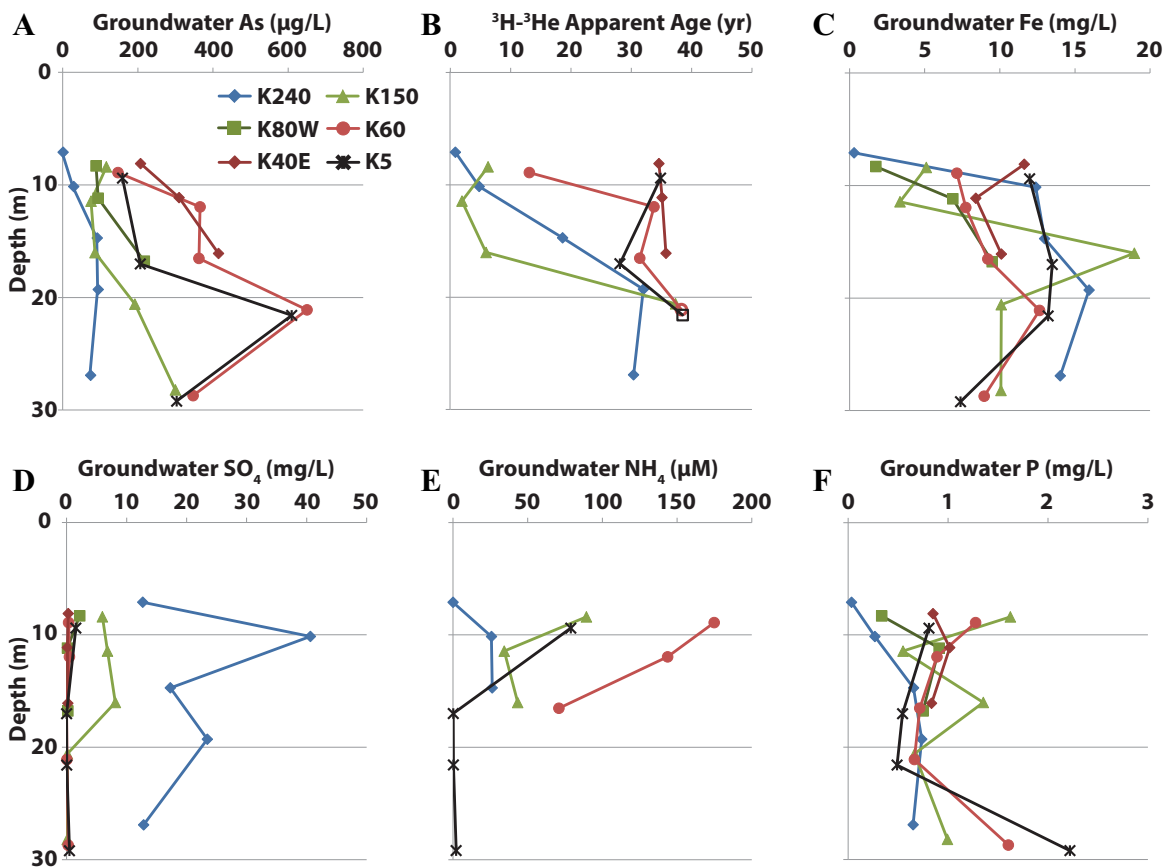 A Groundwater As (µg/L)
0 200 400 600 800
Depth (m)
0
10
20
30
K240 K150
K80W K60
K40E K5
B ³H-³He Apparent Age (yr)
0 10 20 30 40 50
C Groundwater Fe (mg/L)
0 5 10 15 20
D Groundwater SO₄ (mg/L)
0 10 20 30 40 50
Depth (m)
0
10
20
30
E Groundwater NH₄ (µM)
0 50 100 150 200
F Groundwater P (mg/L)
0 1 2 3